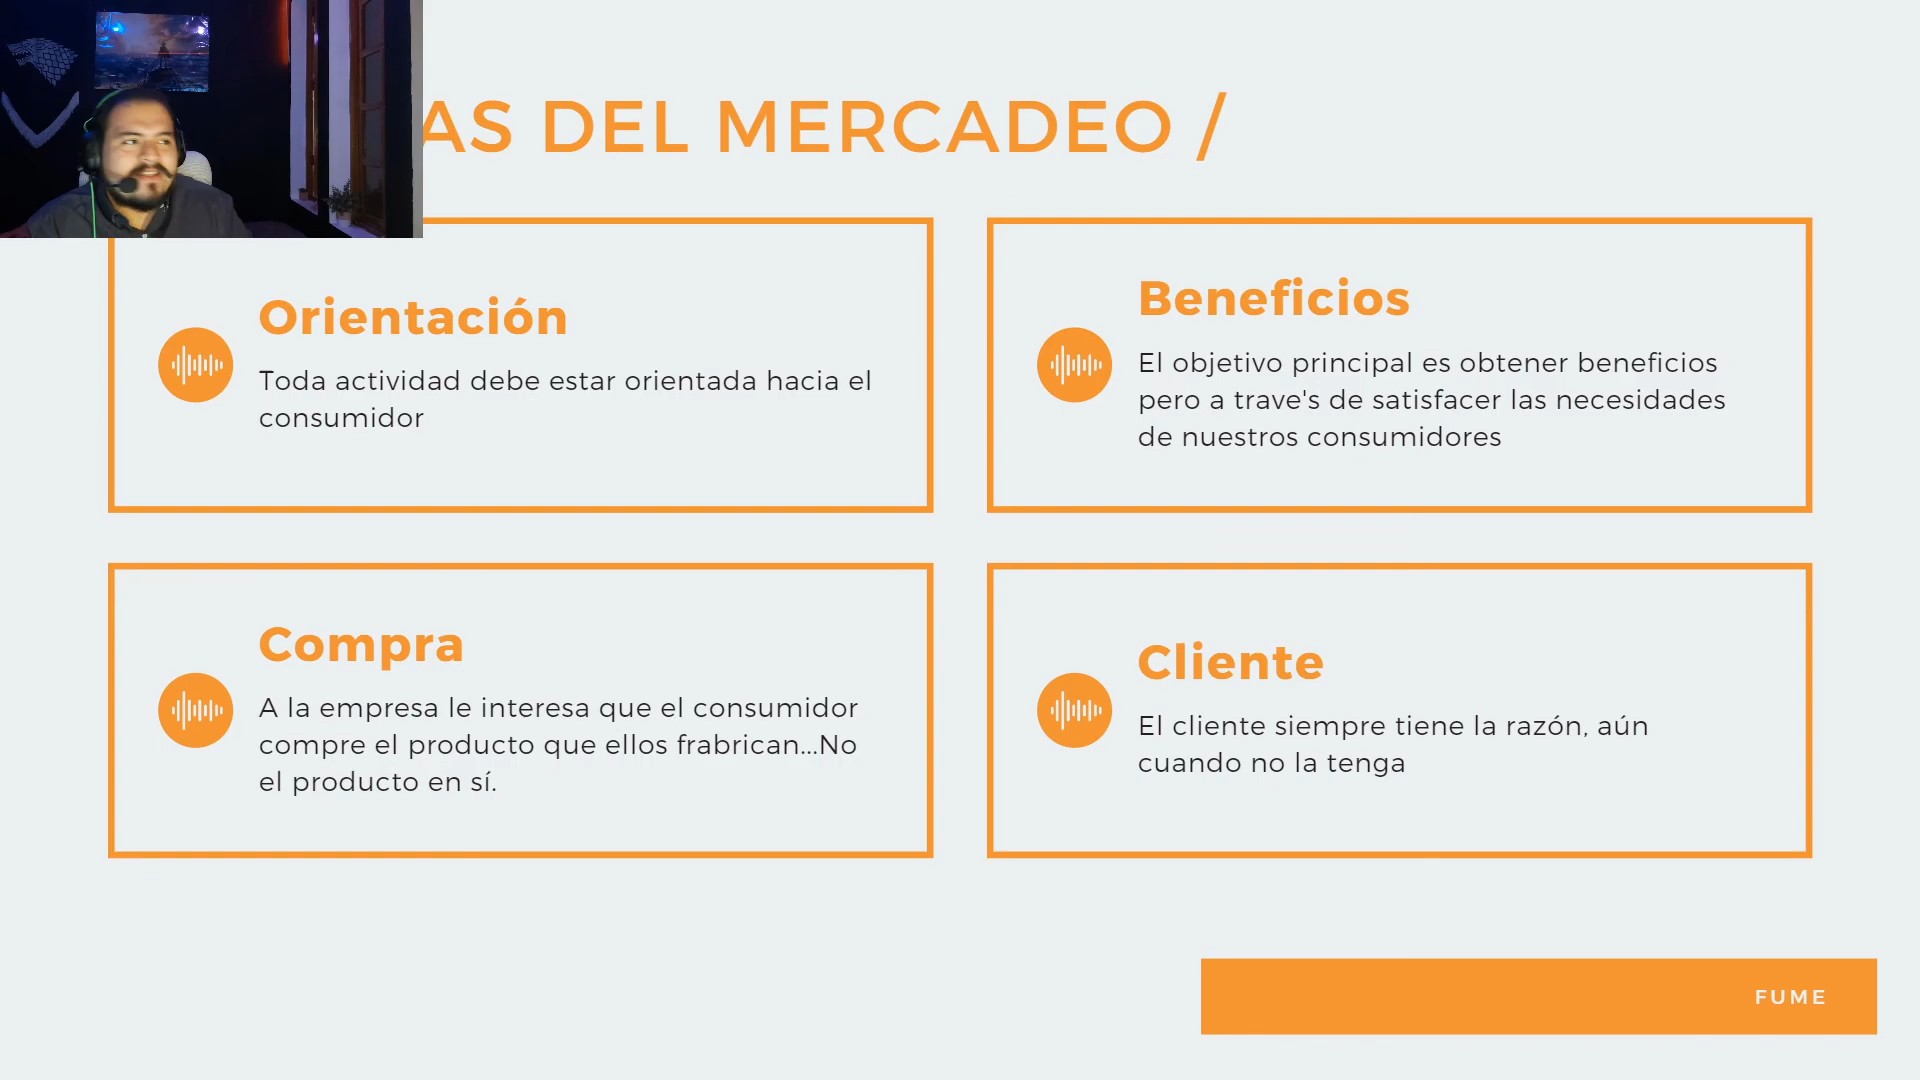 AS DEL MERCADEO /
Orientación
Toda actividad debe estar orientada hacia el
consumidor
Beneficios
El objetivo principal es obtener beneficios
pero a trave's de satisfacer las necesidades
de nuestros consumidores
Compra
A la empresa le interesa que el consumidor
compre el producto que ellos frabrican...No
el producto en sí.
Cliente
El cliente siempre tiene la razón, aún
cuando no la tenga
FUME